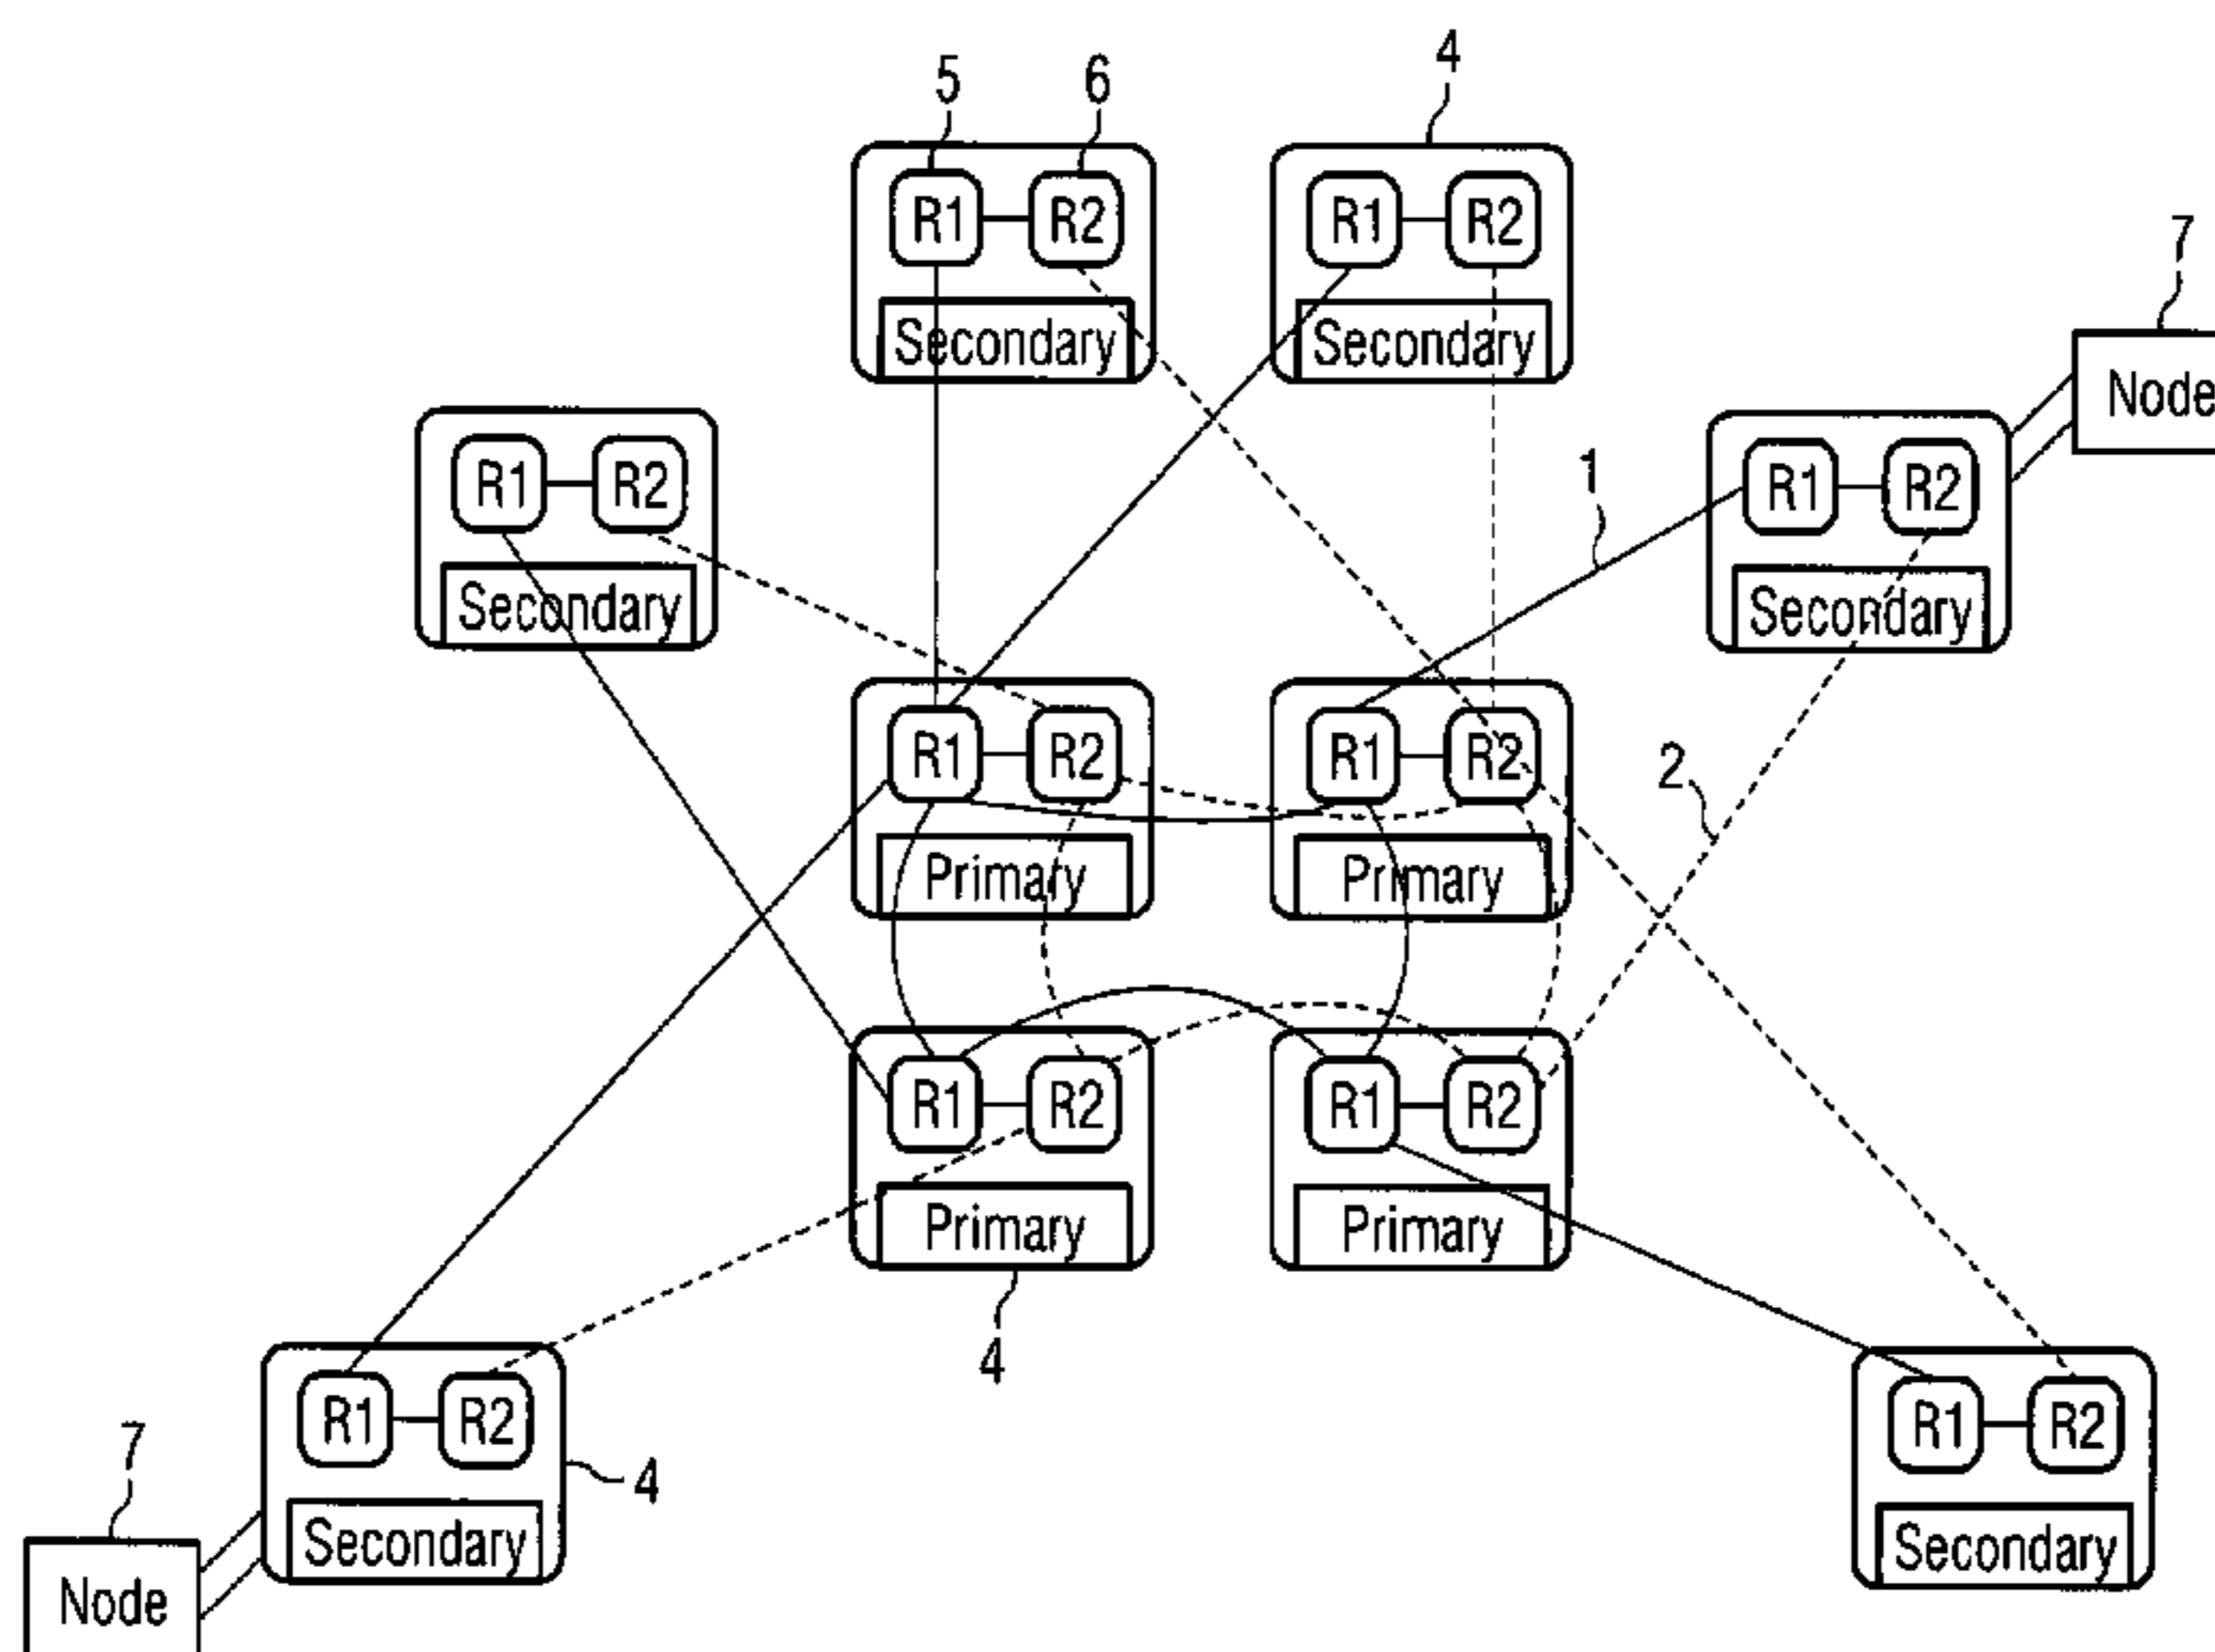 5 6 4
R1 R2 R1 R2
7
Secondary Secondary
Node
R1 R2 1 R1 R2
Secondary Secondary
R1 R2 R1 R2 2
Primary Primary
R1 R2 R1 R2
Primary Primary
4
R1 R2 R1 R2
7 4
Secondary Secondary
Node